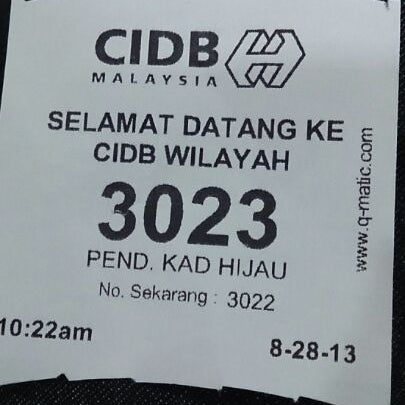 CIDB
MALAYSIA
SELAMAT DATANG KE
CIDB WILAYAH
3023
PEND. KAD HIJAU
No. Sekarang : 3022
10:22am
8-28-13
www.q-matic.com